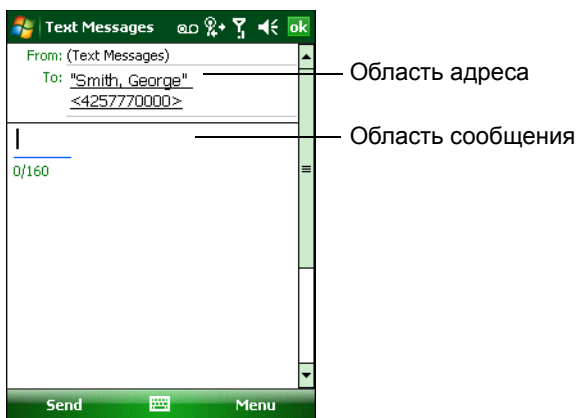 Text Messages ok
From: (Text Messages)
To: "Smith, George"
<4257770000>
Область адреса
Область сообщения
0/160
Send Menu